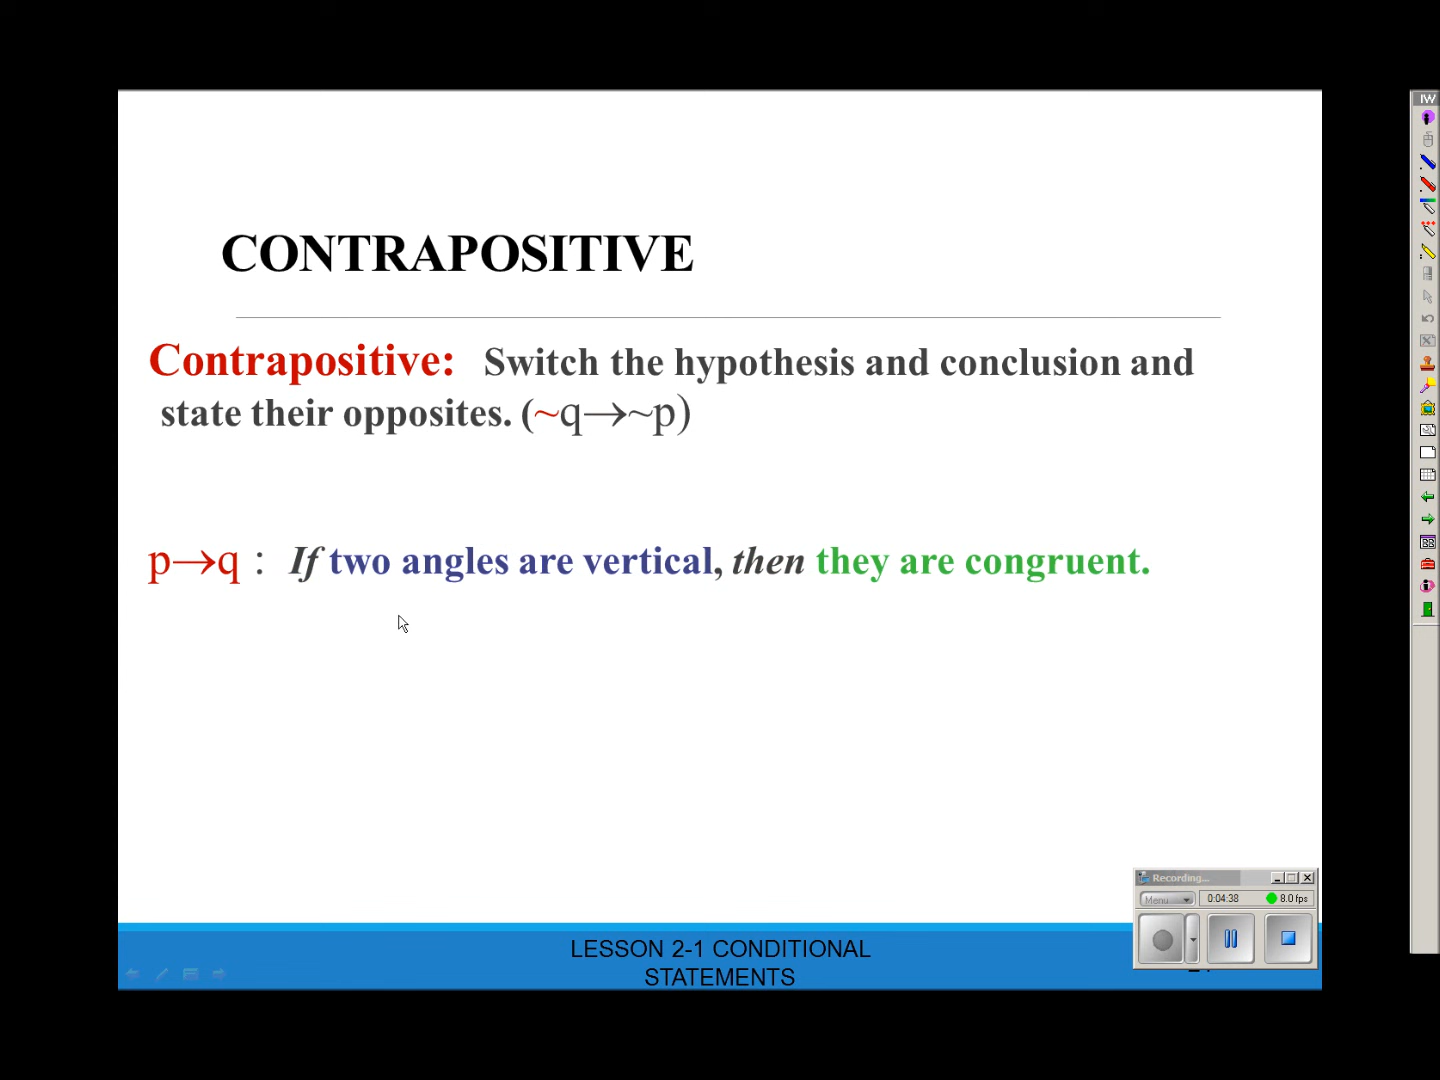 CONTRAPOSITIVE
Contrapositive: Switch the hypothesis and conclusion and
state their opposites. (~q→~p)
p→q : If two angles are vertical, then they are congruent.
LESSON 2-1 CONDITIONAL
STATEMENTS
IW
Recording...
Menu 0:04:38 8.0 fps